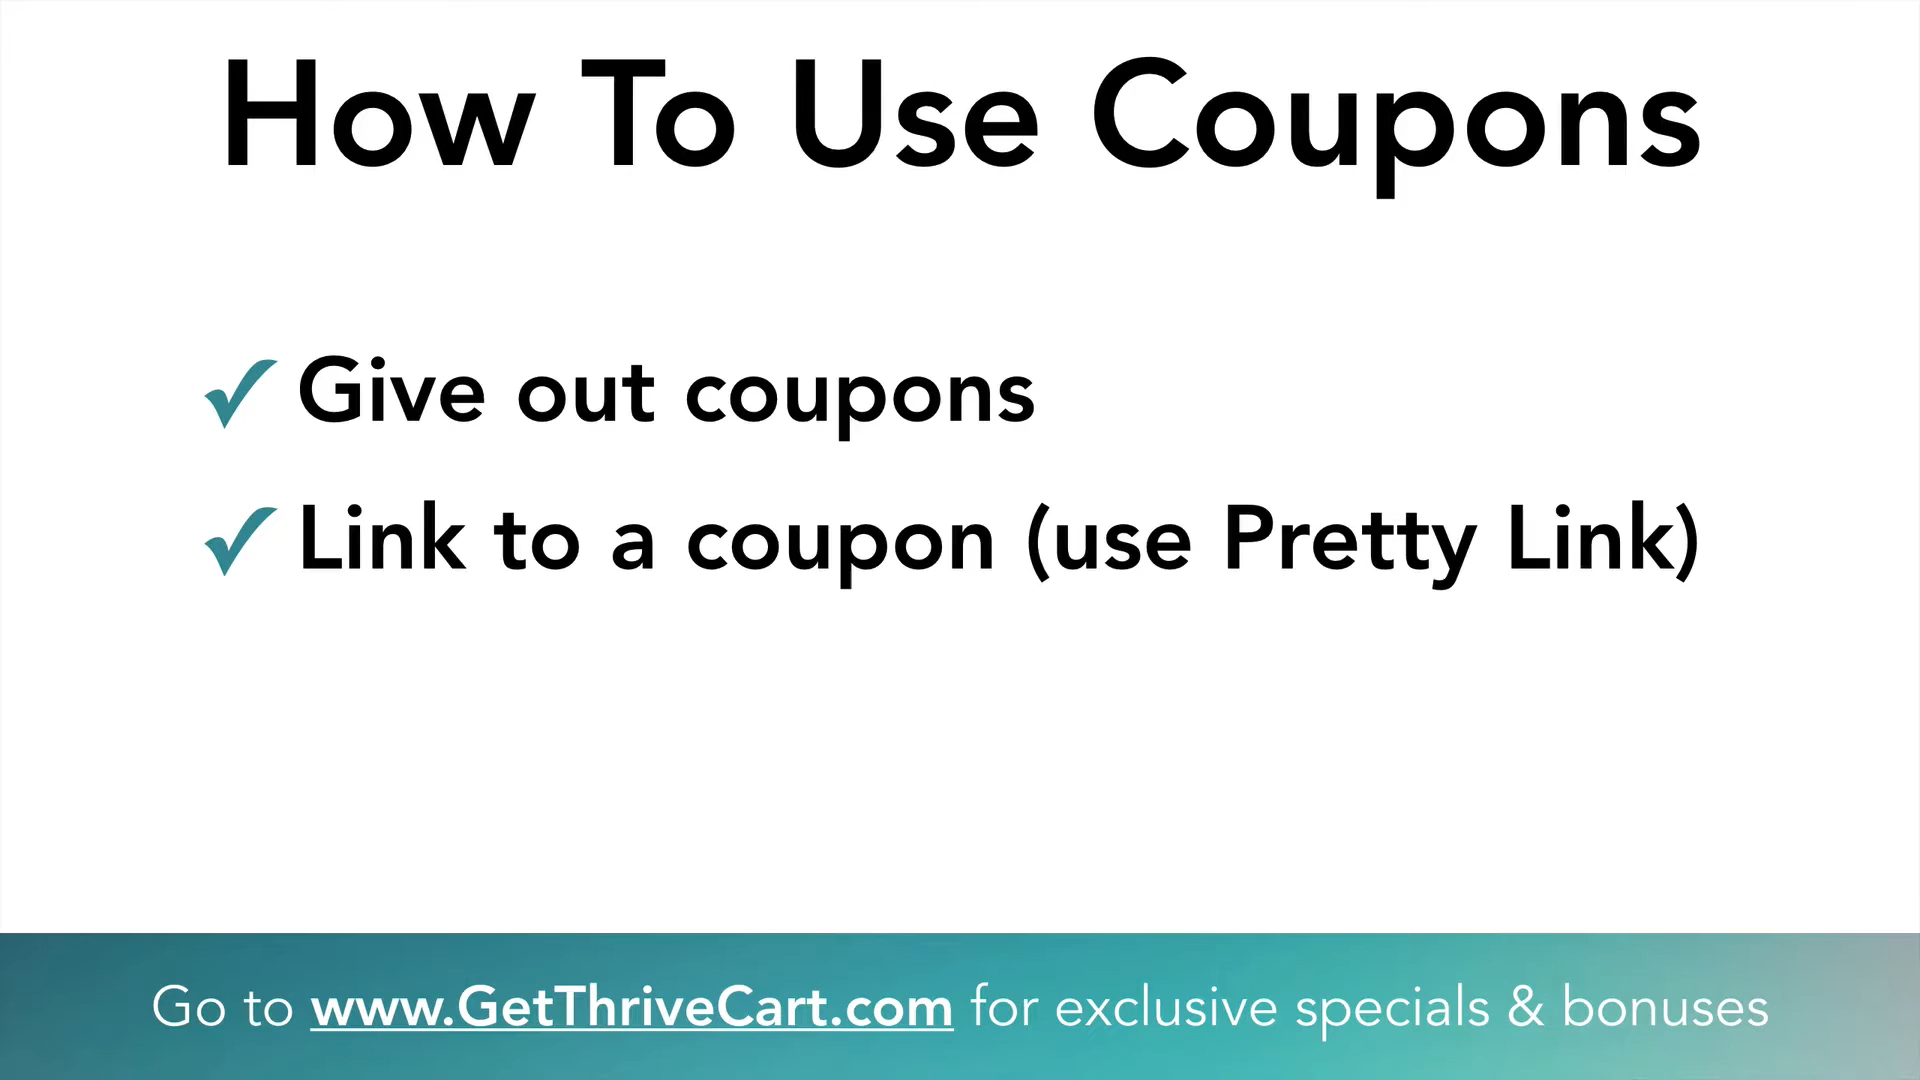 How To Use Coupons
✓ Give out coupons
✓ Link to a coupon (use Pretty Link)
Go to www.GetThriveCart.com for exclusive specials & bonuses